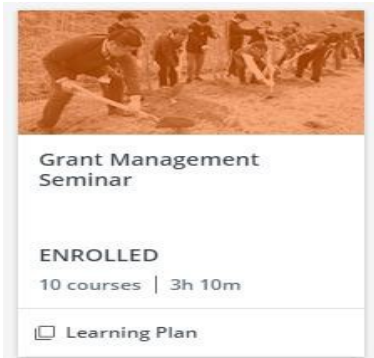 Grant Management
Seminar
ENROLLED
10 courses | 3h 10m
Learning Plan